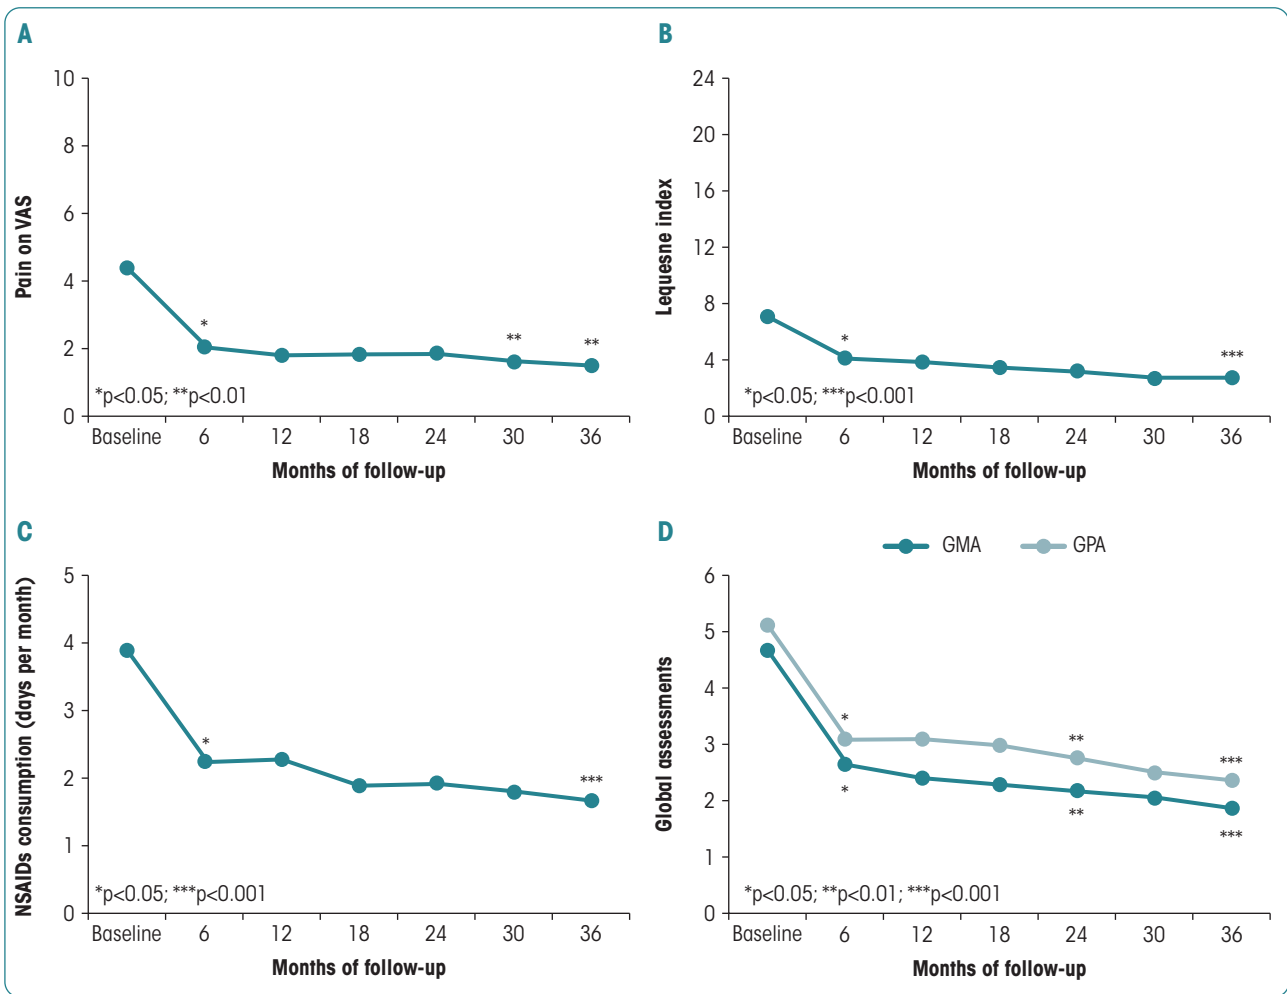 A
Pain on VAS
10
8
6
4
2
0
*
**
**
*p<0.05; **p<0.01
Baseline 6 12 18 24 30 36
Months of follow-up
B
Lequesne index
24
20
16
12
8
4
0
*
***
*p<0.05; ***p<0.001
Baseline 6 12 18 24 30 36
Months of follow-up
C
NSAIDs consumption (days per month)
5
4
3
2
1
0
*
***
*p<0.05; ***p<0.001
Baseline 6 12 18 24 30 36
Months of follow-up
D
GMA GPA
Global assessments
6
5
4
3
2
1
0
*
**
***
*
**
***
*p<0.05; **p<0.01; ***p<0.001
Baseline 6 12 18 24 30 36
Months of follow-up